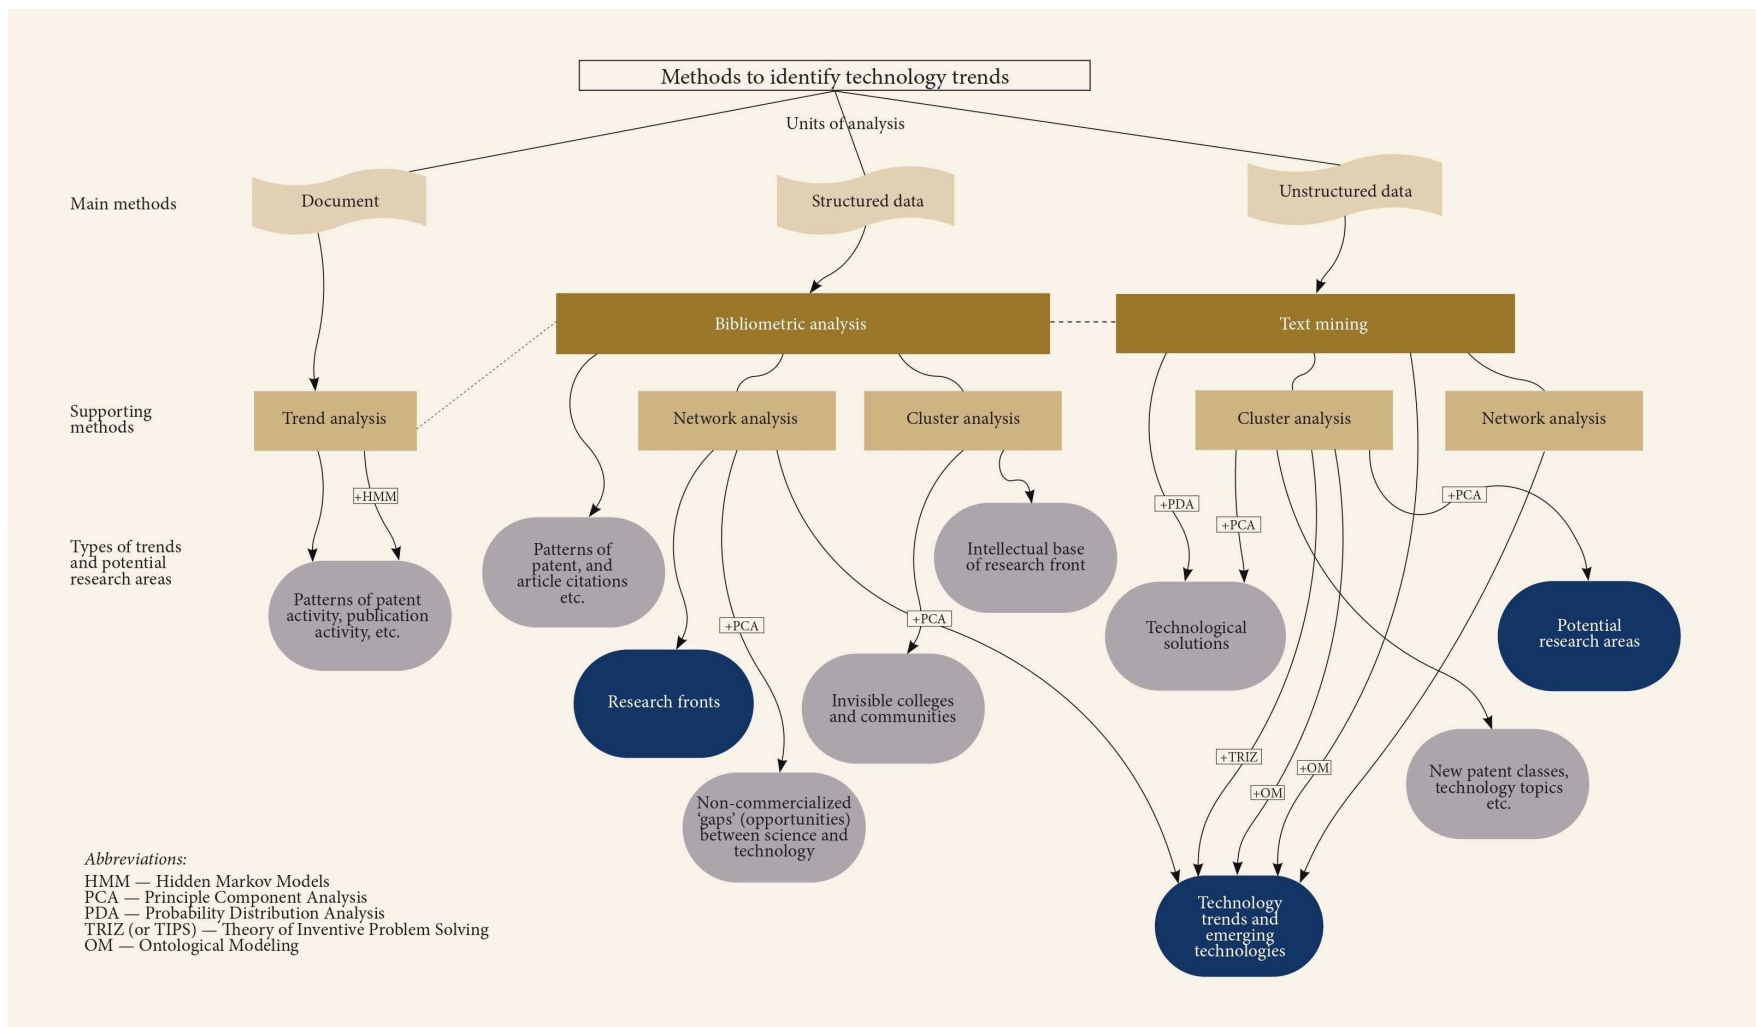 Methods to identify technology trends
Units of analysis
Main methods
Document
Structured data
Unstructured data
Bibliometric analysis
Text mining
Supporting
methods
Trend analysis
Network analysis
Cluster analysis
Cluster analysis
Network analysis
+HMM
+PDA
+PCA
+PCA
Types of trends
and potential
research areas
Patterns of patent
activity, publication
activity, etc.
Patterns of
patent, and
article citations
etc.
Intellectual base
of research front
+PCA
+PCA
Technological
solutions
Potential
research areas
Research fronts
Invisible colleges
and communities
+TRIZ
+OM
+OM
New patent classes,
technology topics
etc.
Non-commercialized
‘gaps’ (opportunities)
between science and
technology
Technology
trends and
emerging
technologies
Abbreviations:
HMM — Hidden Markov Models
PCA — Principle Component Analysis
PDA — Probability Distribution Analysis
TRIZ (or TIPS) — Theory of Inventive Problem Solving
OM — Ontological Modeling